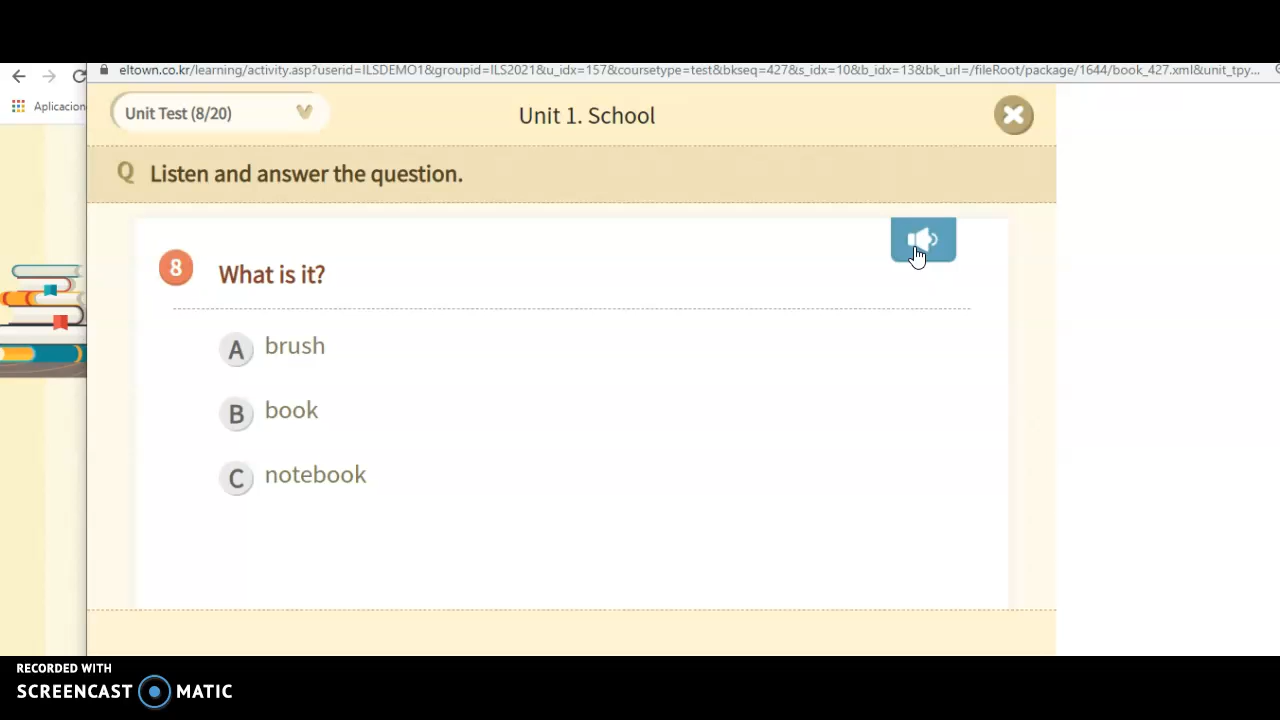 eltown.co.kr/learning/activity.asp?userid=ILSDEMO1&groupid=ILS2021&u_idx=157&coursetype=test&bkseq=427&s_idx=10&b_idx=13&bk_url=/fileRoot/package/1644/book_427.xml&unit_tpy...
Aplicacion
Unit Test (8/20)
Unit 1. School
Q Listen and answer the question.
8 What is it?
A brush
B book
C notebook
RECORDED WITH
SCREENCAST MATIC